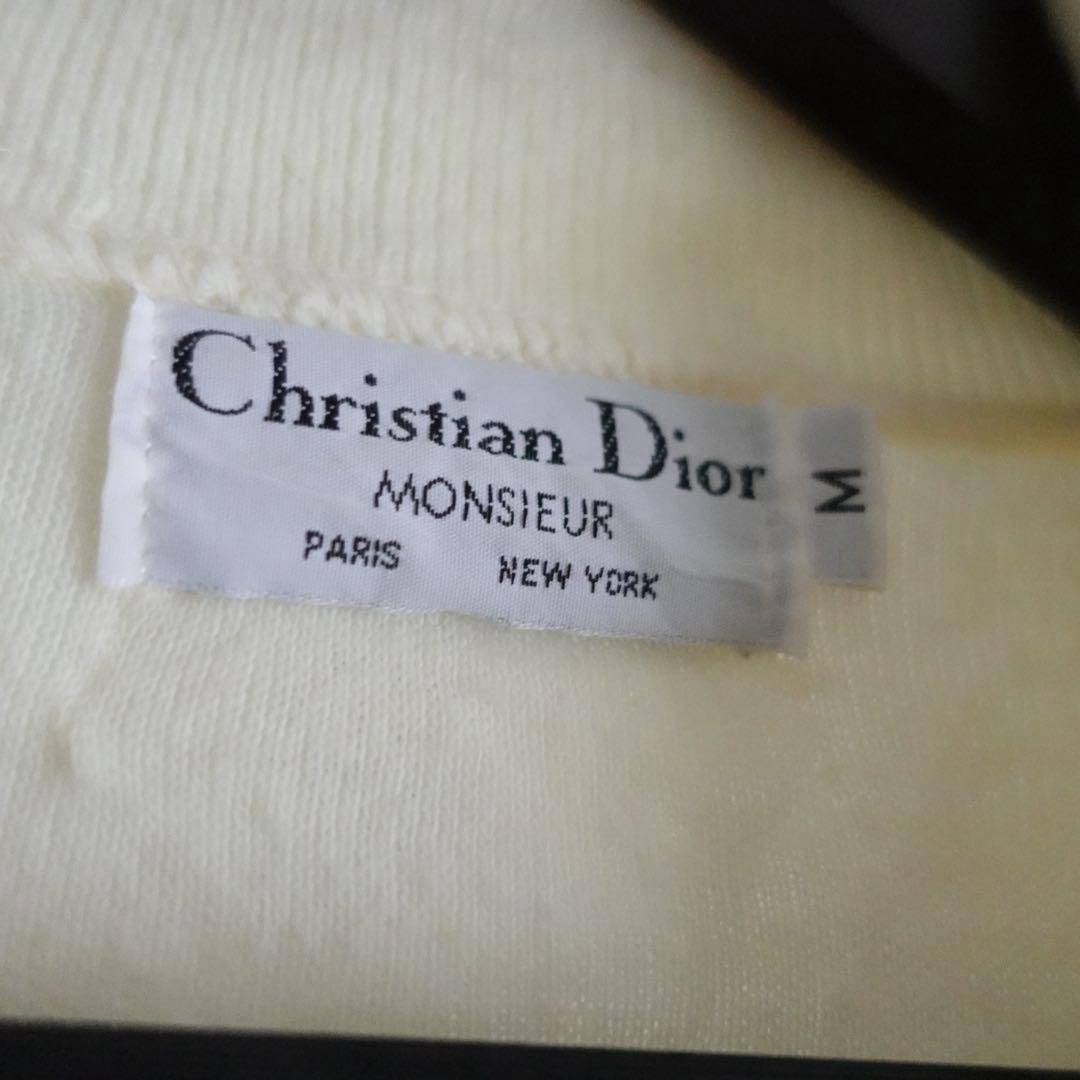 Christian Dior
MONSIEUR
PARIS NEW YORK
M